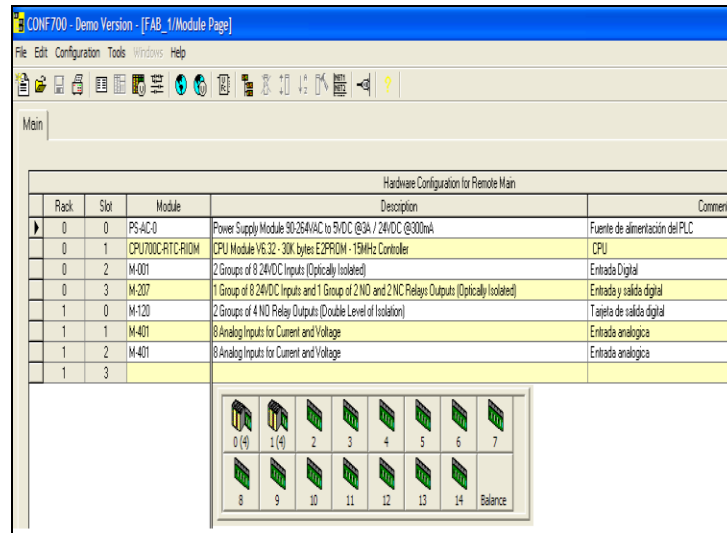 CONF700 - Demo Version - [FAB_1/Module Page]
File Edit Configuration Tools Windows Help
Main
Hardware Configuration for Remote Main
Rack Slot Module Description Commen
0 0 PS-AC-0 Power Supply Module 90-264VAC to 5VDC @3A / 24VDC @300mA Fuente de alimentación del PLC
0 1 CPU700C-RTC-RIOM CPU Module V6.32 - 30K bytes E2PROM - 15MHz Controller CPU
0 2 M-001 2 Groups of 8 24VDC Inputs (Optically Isolated) Entrada Digital
0 3 M-207 1 Group of 8 24VDC Inputs and 1 Group of 2 NO and 2 NC Relays Outputs (Optically Isolated) Entrada y salida digital
1 0 M-120 2 Groups of 4 NO Relay Outputs (Double Level of Isolation) Tarjeta de salida digital
1 1 M-401 8 Analog Inputs for Current and Voltage Entrada analogica
1 2 M-401 8 Analog Inputs for Current and Voltage Entrada analogica
1 3
0 (4) 1 (4) 2 3 4 5 6 7
8 9 10 11 12 13 14 Balance